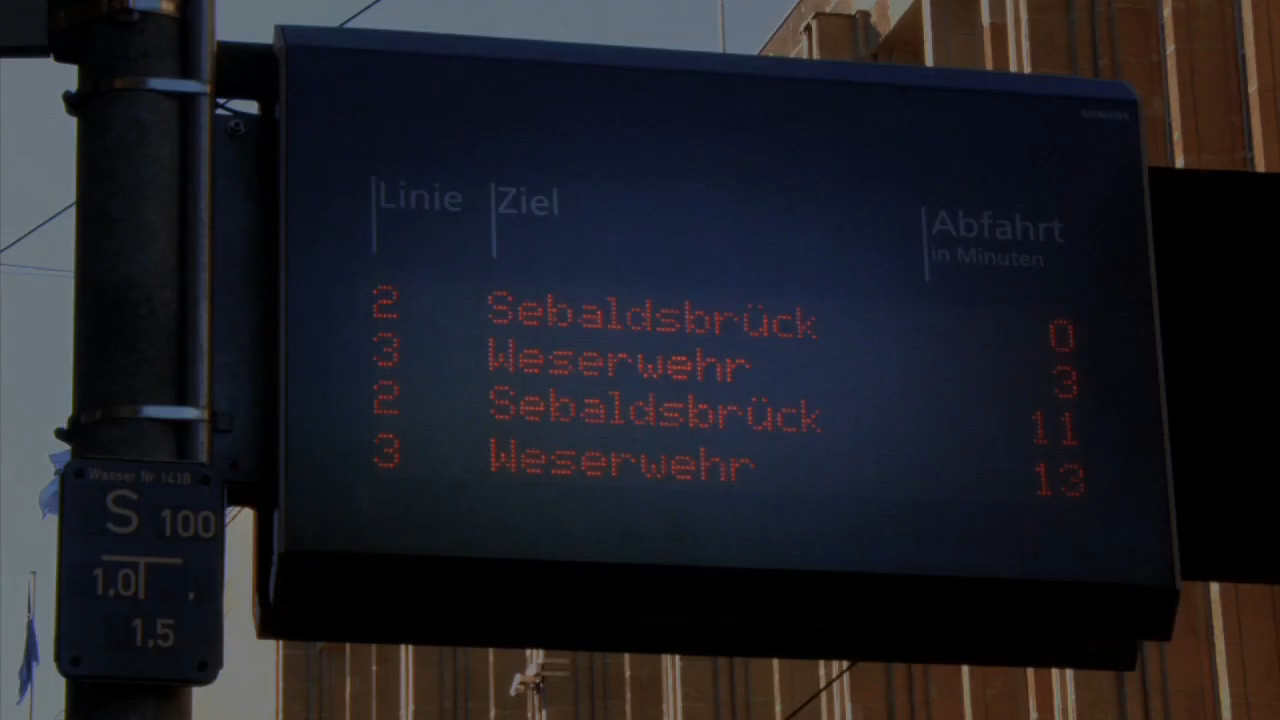 SIEMENS
Linie Ziel Abfahrt
in Minuten
2 Sebaldsbrück 0
3 Weserwehr 3
2 Sebaldsbrück 11
3 Weserwehr 13
Wasser Nr 1418
S 100
1,0 ,
1,5